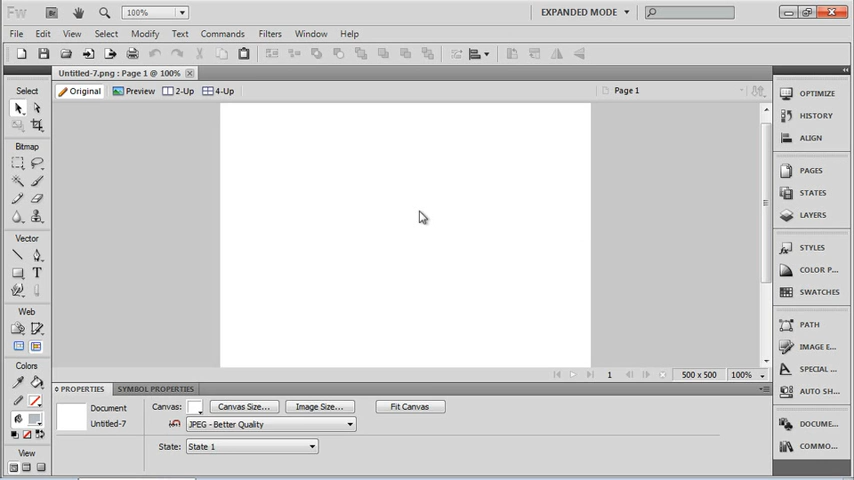 Fw 100% EXPANDED MODE
File Edit View Select Modify Text Commands Filters Window Help
Untitled-7.png : Page 1 @ 100%
Original Preview 2-Up 4-Up Page 1
Select
Bitmap
Vector
T
Web
Colors
View
OPTIMIZE
HISTORY
ALIGN
PAGES
STATES
LAYERS
STYLES
COLOR P...
SWATCHES
PATH
IMAGE E...
SPECIAL ...
AUTO SH...
DOCUME...
COMMO...
1 500 x 500 100%
PROPERTIES SYMBOL PROPERTIES
Document Canvas: Canvas Size... Image Size... Fit Canvas
Untitled-7 JPEG - Better Quality
State: State 1